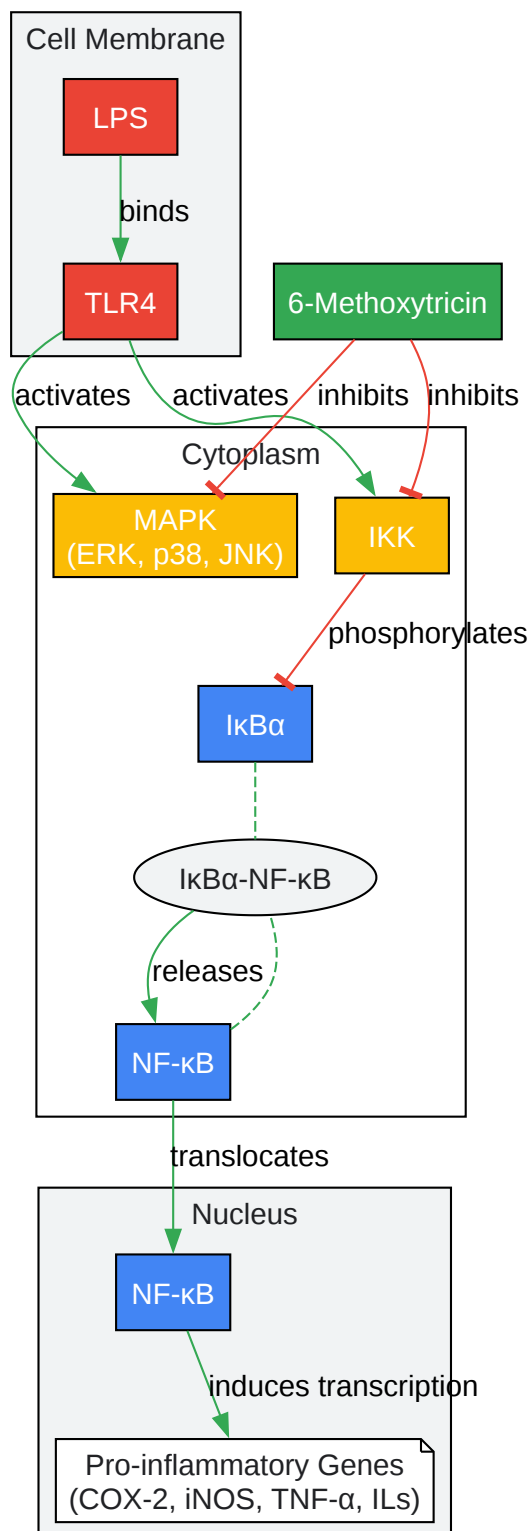 Cell Membrane
LPS
binds
TLR4
6-Methoxytricin
activates
activates
inhibits
inhibits
Cytoplasm
MAPK
(ERK, p38, JNK)
IKK
phosphorylates
IκBα
IκBα-NF-κB
releases
NF-κB
translocates
Nucleus
NF-κB
induces transcription
Pro-inflammatory Genes
(COX-2, iNOS, TNF-α, ILs)